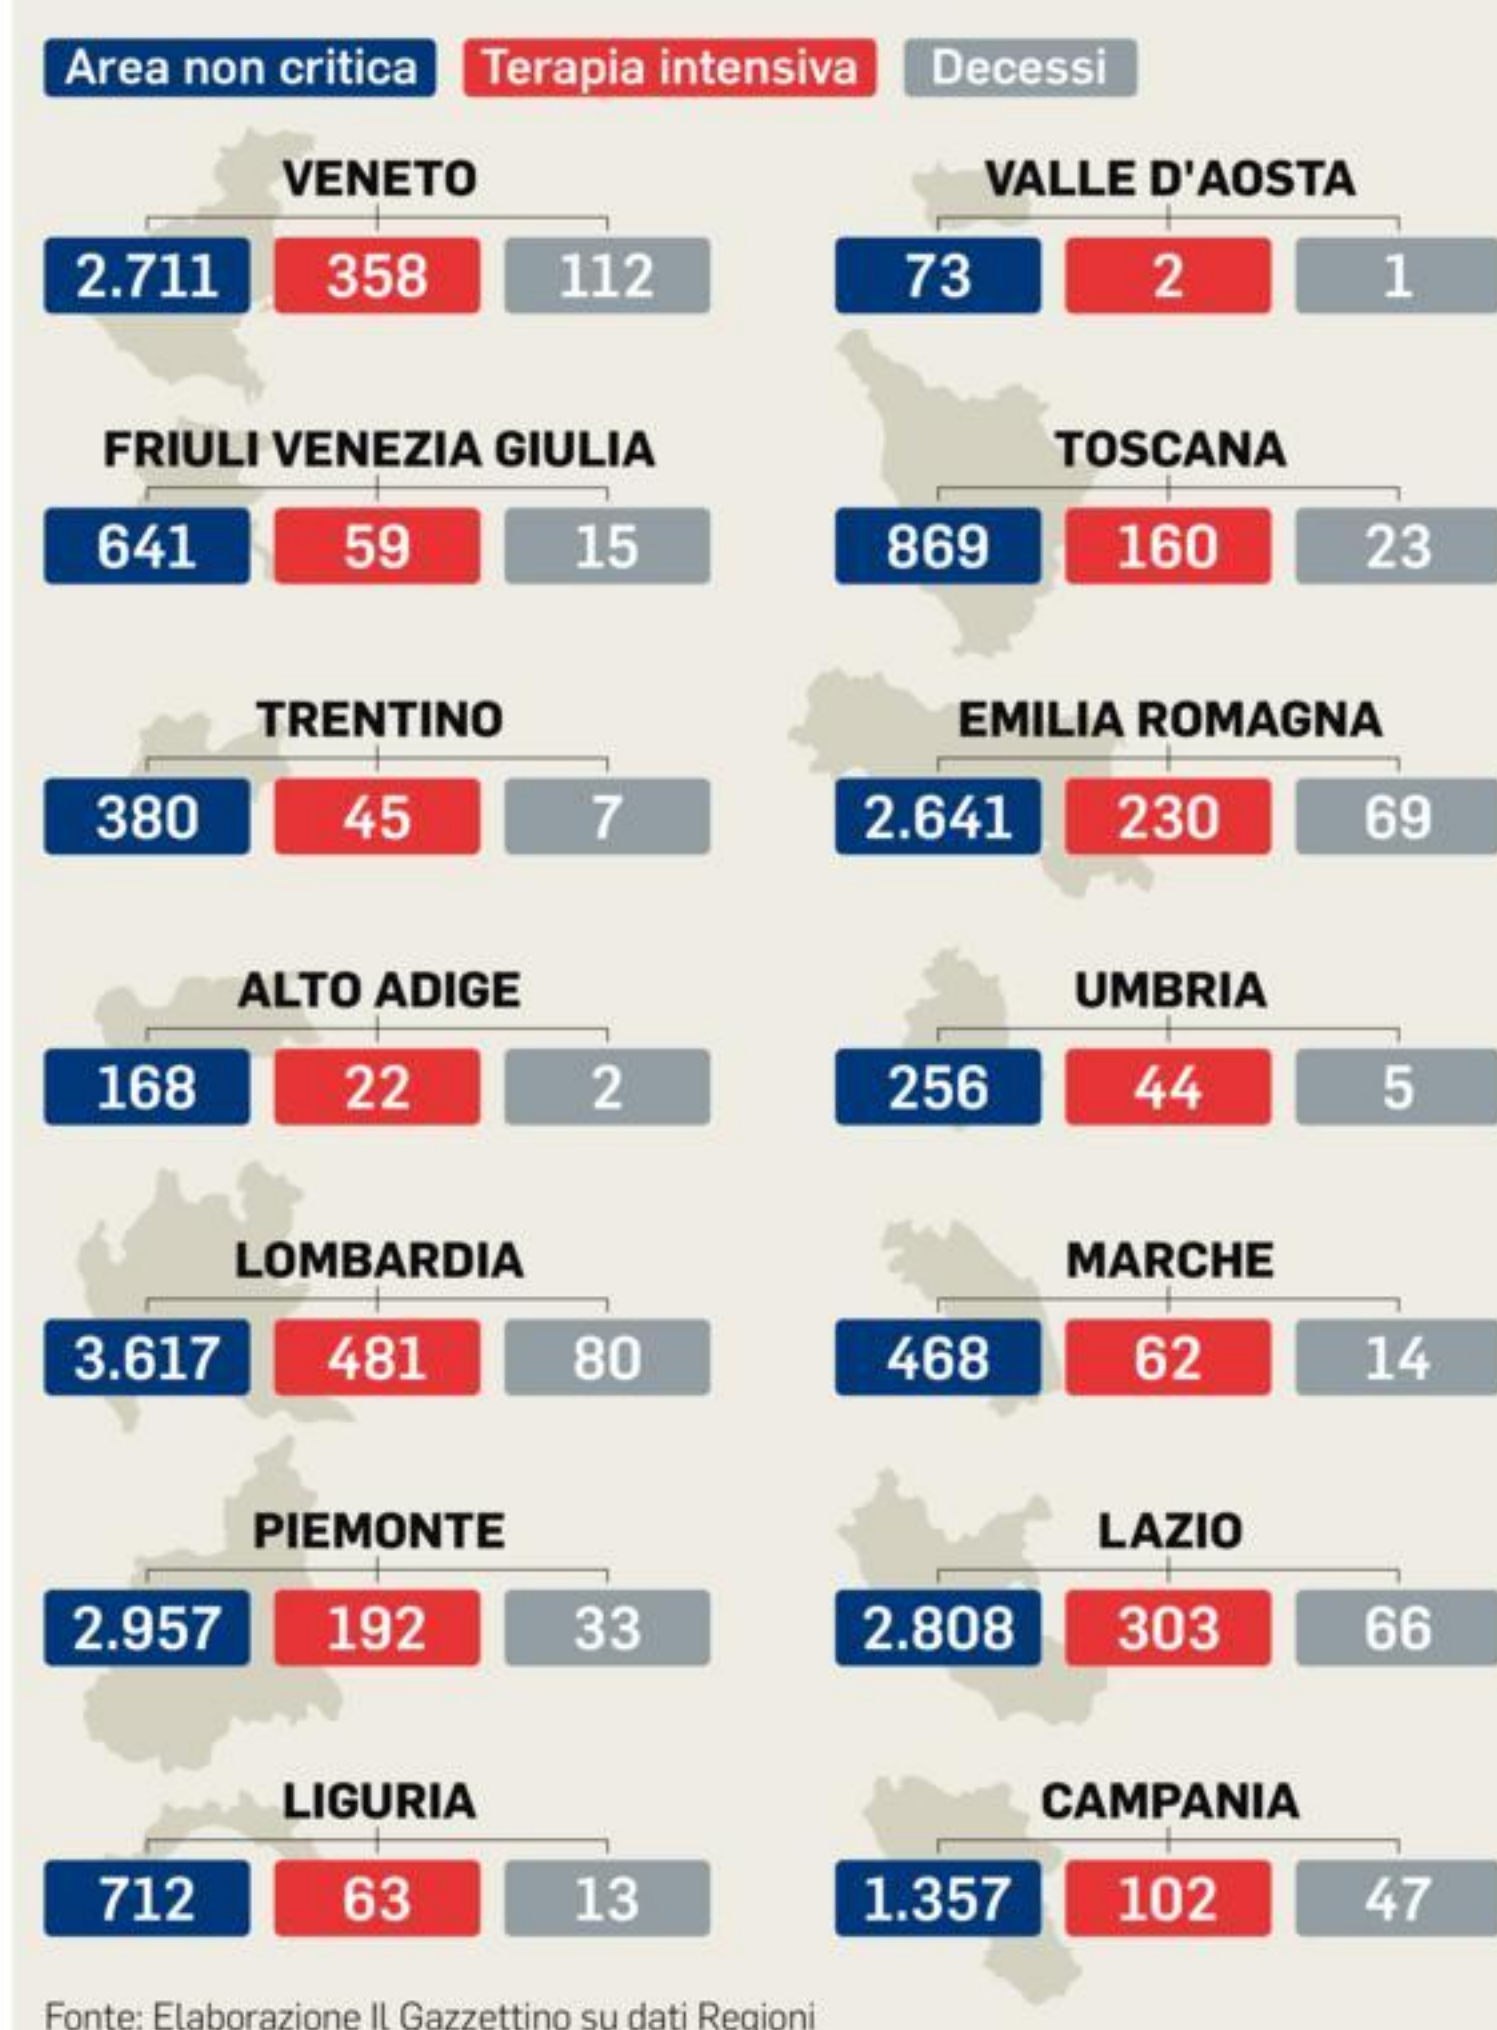 Area non critica Terapia intensiva Decessi
VENETO
2.711 358 112
VALLE D'AOSTA
73 2 1
FRIULI VENEZIA GIULIA
641 59 15
TOSCANA
869 160 23
TRENTINO
380 45 7
EMILIA ROMAGNA
2.641 230 69
ALTO ADIGE
168 22 2
UMBRIA
256 44 5
LOMBARDIA
3.617 481 80
MARCHE
468 62 14
PIEMONTE
2.957 192 33
LAZIO
2.808 303 66
LIGURIA
712 63 13
CAMPANIA
1.357 102 47
Fonte: Elaborazione Il Gazzettino su dati Regioni